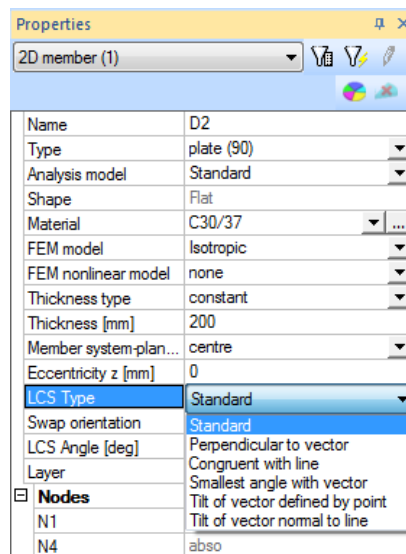 Properties
2D member (1)
Name D2
Type plate (90)
Analysis model Standard
Shape Flat
Material C30/37 ...
FEM model Isotropic
FEM nonlinear model none
Thickness type constant
Thickness [mm] 200
Member system-plan... centre
Eccentricity z [mm] 0
LCS Type Standard
Swap orientation Standard
Perpendicular to vector
LCS Angle [deg] Congruent with line
Smallest angle with vector
Layer Tilt of vector defined by point
Nodes Tilt of vector normal to line
N1
N4 abso